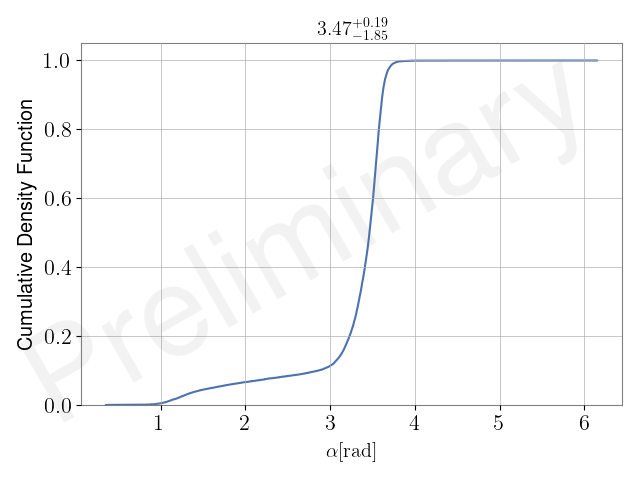 3.47^{+0.19}_{-1.85}
1.0
0.8
0.6
0.4
0.2
0.0
Cumulative Density Function
1 2 3 4 5 6
α[rad]
Preliminary